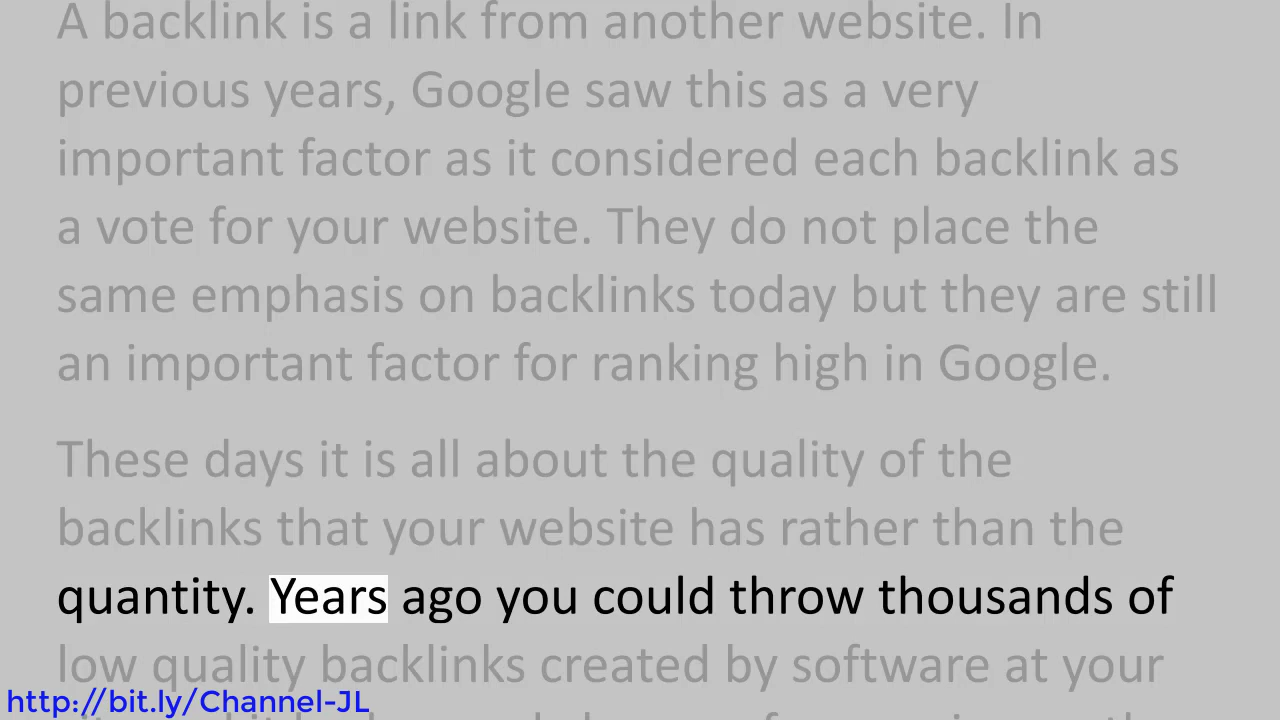 A backlink is a link from another website. In
previous years, Google saw this as a very
important factor as it considered each backlink as
a vote for your website. They do not place the
same emphasis on backlinks today but they are still
an important factor for ranking high in Google.
These days it is all about the quality of the
backlinks that your website has rather than the
quantity. Years ago you could throw thousands of
low quality backlinks created by software at your
http://bit.ly/Channel-JL